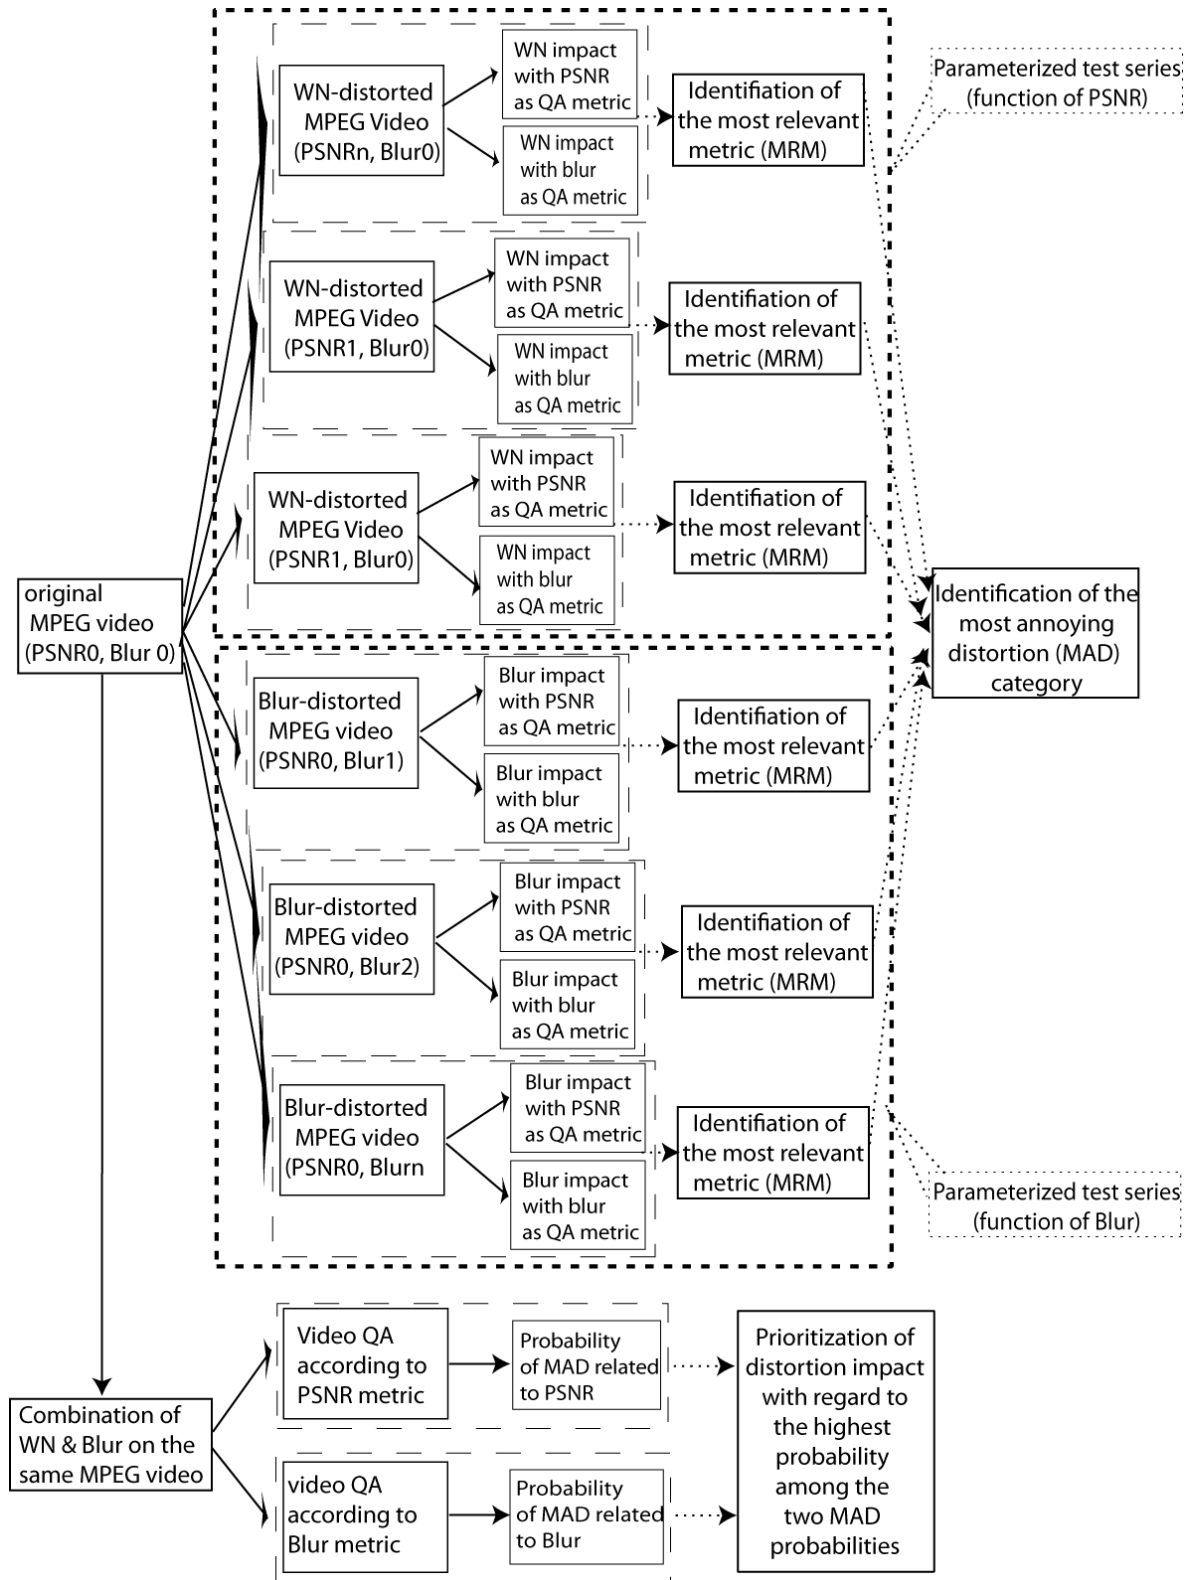 WN-distorted
MPEG Video
(PSNRn, Blur0)
WN impact
with PSNR
as QA metric
WN impact
with blur
as QA metric
Identifiation of
the most relevant
metric (MRM)
Parameterized test series
(function of PSNR)
WN-distorted
MPEG Video
(PSNR1, Blur0)
WN impact
with PSNR
as QA metric
WN impact
with blur
as QA metric
Identifiation of
the most relevant
metric (MRM)
WN-distorted
MPEG Video
(PSNR1, Blur0)
WN impact
with PSNR
as QA metric
WN impact
with blur
as QA metric
Identifiation of
the most relevant
metric (MRM)
original
MPEG video
(PSNR0, Blur 0)
Identification of the
most annoying
distortion (MAD)
category
Blur-distorted
MPEG video
(PSNR0, Blur1)
Blur impact
with PSNR
as QA metric
Blur impact
with blur
as QA metric
Identifiation of
the most relevant
metric (MRM)
Blur-distorted
MPEG video
(PSNR0, Blur2)
Blur impact
with PSNR
as QA metric
Blur impact
with blur
as QA metric
Identifiation of
the most relevant
metric (MRM)
Blur-distorted
MPEG video
(PSNR0, Blurn
Blur impact
with PSNR
as QA metric
Blur impact
with blur
as QA metric
Identifiation of
the most relevant
metric (MRM)
Parameterized test series
(function of Blur)
Combination of
WN & Blur on the
same MPEG video
Video QA
according to
PSNR metric
Probability
of MAD related
to PSNR
video QA
according to
Blur metric
Probability
of MAD related
to Blur
Prioritization of
distortion impact
with regard to
the highest
probability
among the
two MAD
probabilities